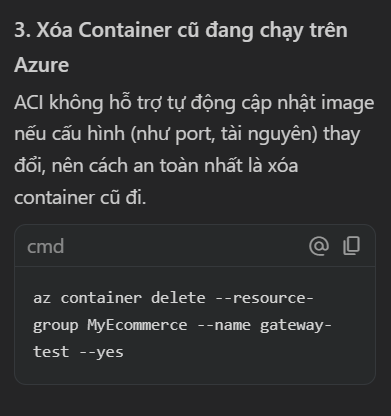 3. Xóa Container cũ đang chạy trên
Azure
ACI không hỗ trợ tự động cập nhật image
nếu cấu hình (như port, tài nguyên) thay
đổi, nên cách an toàn nhất là xóa
container cũ đi.
cmd
az container delete --resource-
group MyEcommerce --name gateway-
test --yes